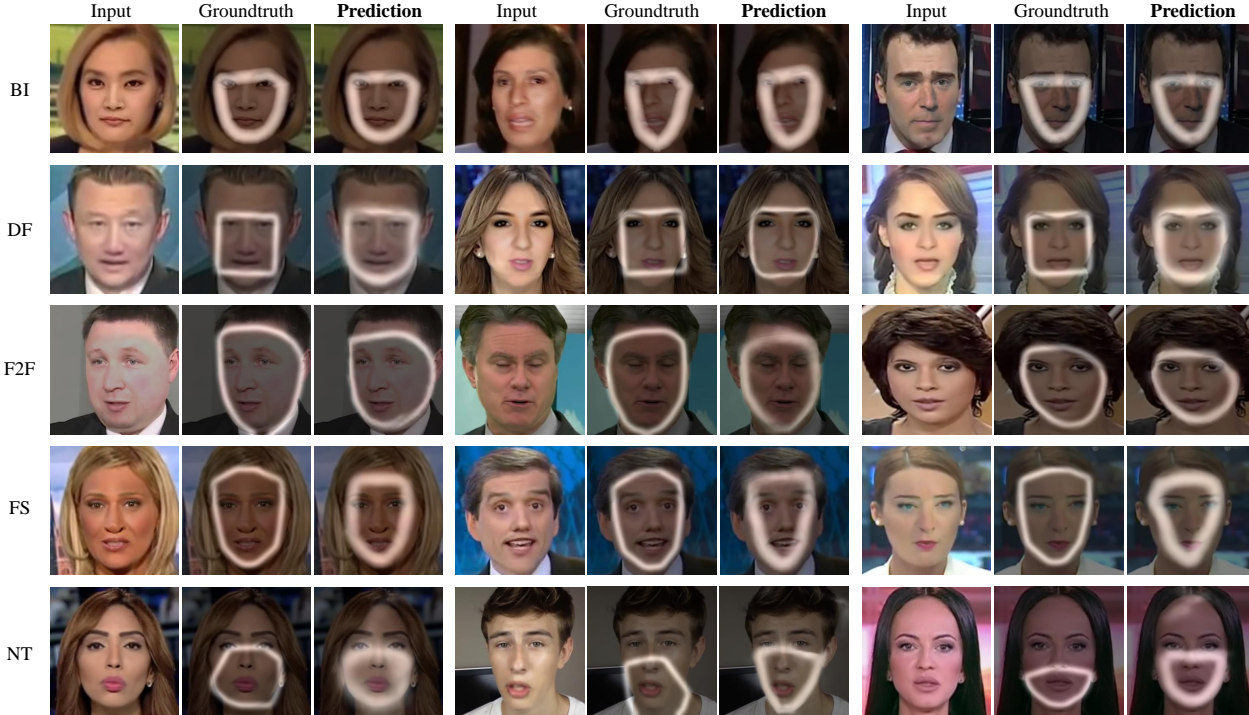 Input Groundtruth Prediction Input Groundtruth Prediction Input Groundtruth Prediction
BI
DF
F2F
FS
NT